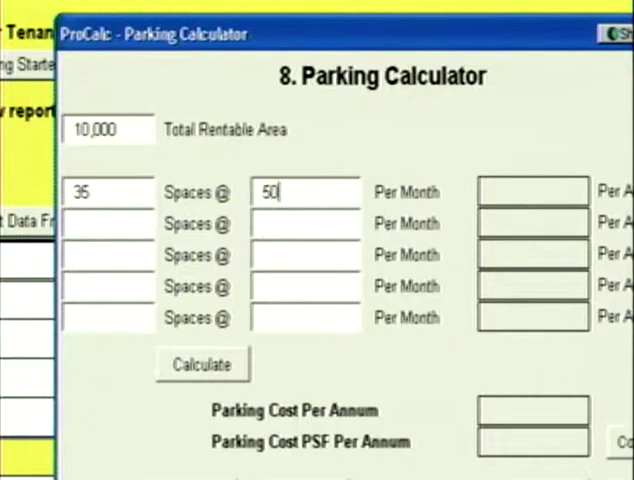 Tenan
ProCalc - Parking Calculator
Sh
ng Starte
8. Parking Calculator
report
10,000 Total Rentable Area
35 Spaces @ 50 Per Month Per A
t Data Fr Spaces @ Per Month Per A
Spaces @ Per Month Per A
Spaces @ Per Month Per A
Spaces @ Per Month Per A
Calculate
Parking Cost Per Annum
Parking Cost PSF Per Annum Co